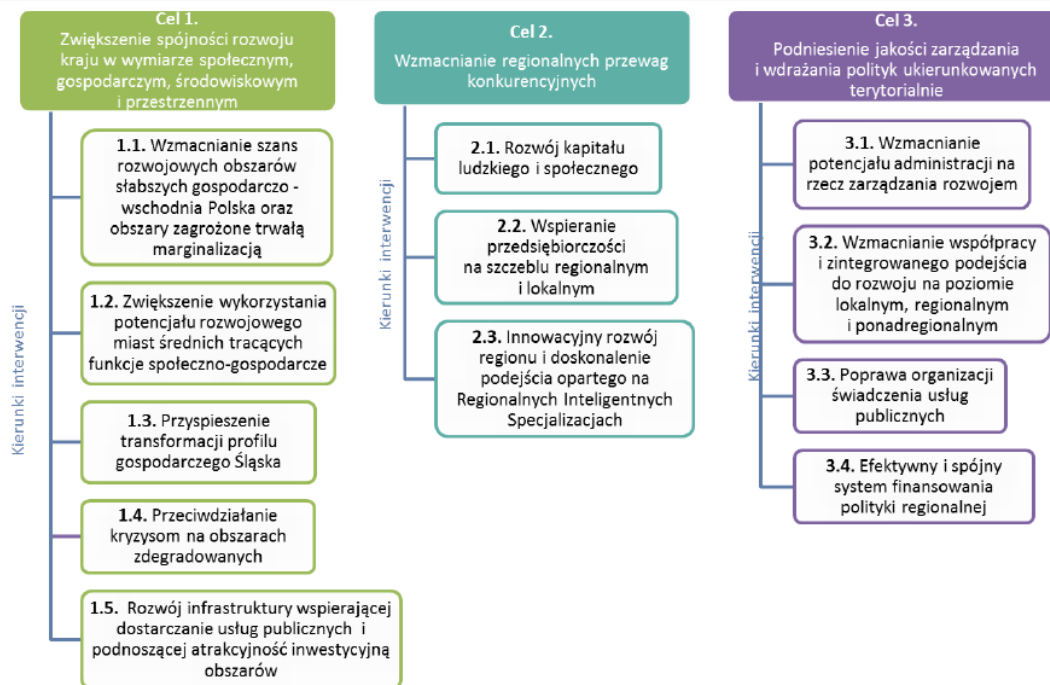 Cel 1.
Zwiększenie spójności rozwoju
kraju w wymiarze społecznym,
gospodarczym, środowiskowym
i przestrzennym
Kierunki interwencji
1.1. Wzmacnianie szans
rozwojowych obszarów
słabszych gospodarczo -
wschodnia Polska oraz
obszary zagrożone trwałą
marginalizacją
1.2. Zwiększenie wykorzystania
potencjału rozwojowego
miast średnich tracących
funkcje społeczno-gospodarcze
1.3. Przyspieszenie
transformacji profilu
gospodarczego Śląska
1.4. Przeciwdziałanie
kryzysom na obszarach
zdegradowanych
1.5. Rozwój infrastruktury wspierającej
dostarczanie usług publicznych i
podnoszącej atrakcyjność inwestycyjną
obszarów
Cel 2.
Wzmacnianie regionalnych przewag
konkurencyjnych
Kierunki interwencji
2.1. Rozwój kapitału
ludzkiego i społecznego
2.2. Wspieranie
przedsiębiorczości
na szczeblu regionalnym
i lokalnym
2.3. Innowacyjny rozwój
regionu i doskonalenie
podejścia opartego na
Regionalnych Inteligentnych
Specjalizacjach
Cel 3.
Podniesienie jakości zarządzania
i wdrażania polityk ukierunkowanych
terytorialnie
Kierunki interwencji
3.1. Wzmacnianie
potencjału administracji na
rzecz zarządzania rozwojem
3.2. Wzmacnianie współpracy
i zintegrowanego podejścia
do rozwoju na poziomie
lokalnym, regionalnym
i ponadregionalnym
3.3. Poprawa organizacji
świadczenia usług
publicznych
3.4. Efektywny i spójny
system finansowania
polityki regionalnej